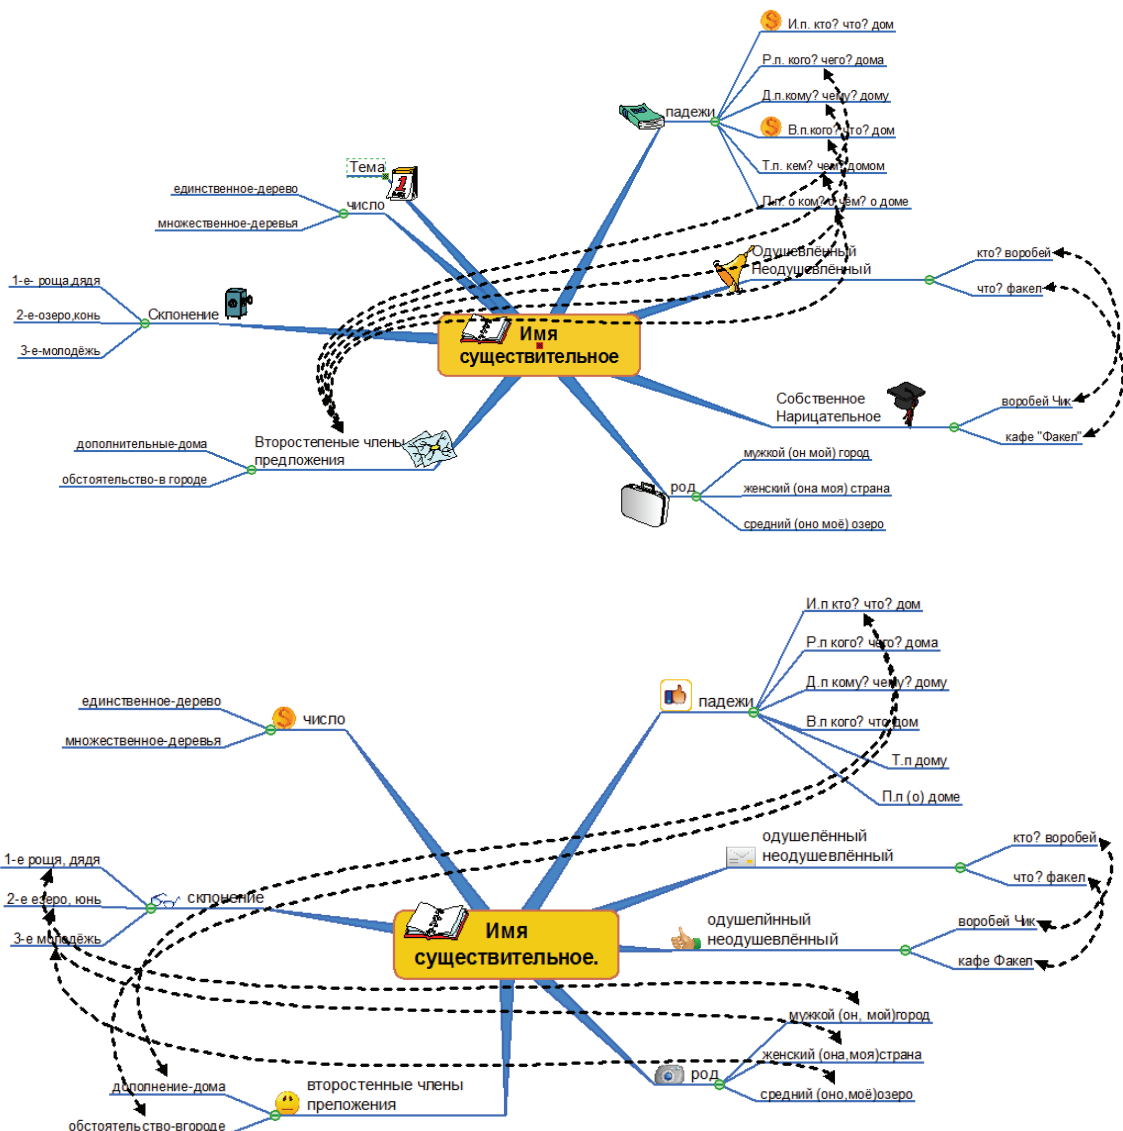 И.п. кто? что? дом
Р.п. кого? чего? дома
Д.п.кому? чему? дому
В.п.кого? что? дом
Т.п. кем? чем? домом
П.п. о ком? о чём? о доме
падежи
Тема
1
единственное-дерево
число
множественное-деревья
Одушевлённый
Неодушевлённый
кто? воробей
что? факел
1-е- роща,дядя
2-е-озеро,конь
3-е-молодёжь
Склонение
Имя
существительное
Собственное
Нарицательное
воробей Чик
кафе "Факел"
дополнительные-дома
обстоятельство-в городе
Второстепеные члены
предложения
мужкой (он мой) город
женский (она моя) страна
средний (оно моё) озеро
род
И.п кто? что? дом
Р.п кого? чего? дома
Д.п кому? чему? дому
В.п кого? что дом
Т.п дому
П.п (о) доме
падежи
единственное-дерево
множественное-деревья
число
одушелённый
неодушевлённый
кто? воробей
что? факел
1-е рощя, дядя
2-е езеро, юнь
3-е молодёжь
склонение
Имя
существительное.
одушелйнный
неодушевлённый
воробей Чик
кафе Факел
мужкой (он, мой)город
женский (она,моя)страна
средний (оно,моё)озеро
род
дополнение-дома
обстоятельство-вгороде
второстенные члены
преложения